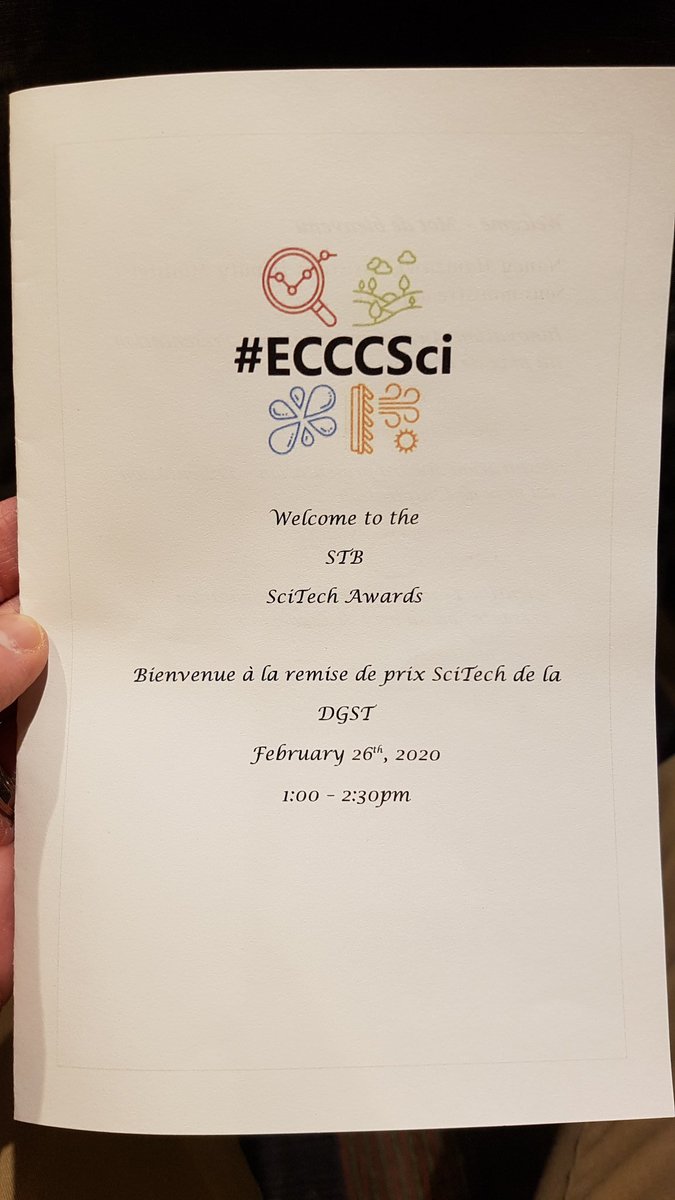 #ECCCSci
Welcome to the
STB
SciTech Awards
Bienvenue à la remise de prix SciTech de la
DGST
February 26th, 2020
1:00 – 2:30pm